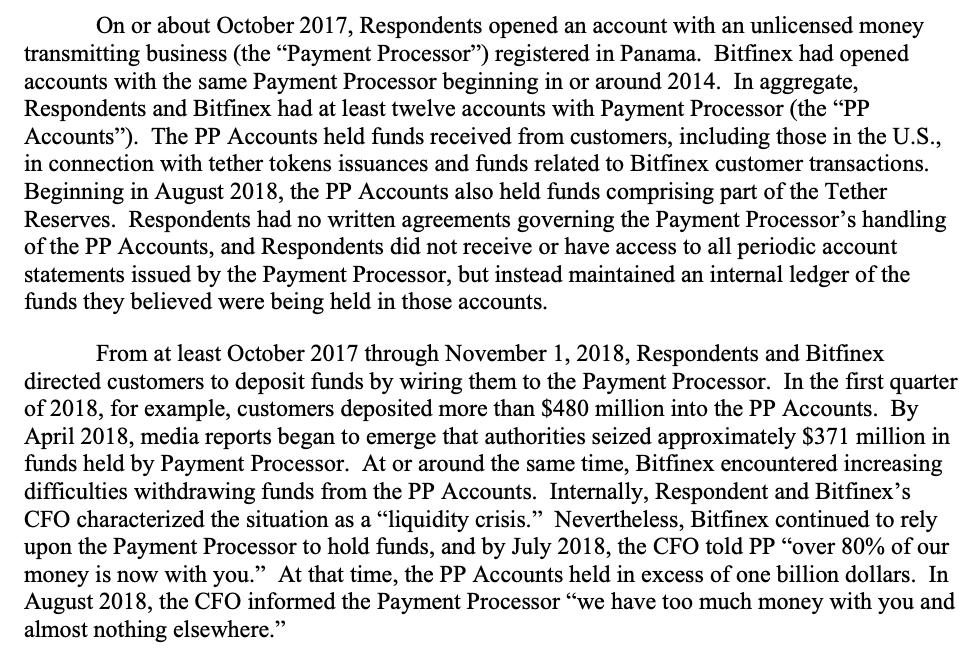 On or about October 2017, Respondents opened an account with an unlicensed money
transmitting business (the “Payment Processor”) registered in Panama.  Bitfinex had opened
accounts with the same Payment Processor beginning in or around 2014.  In aggregate,
Respondents and Bitfinex had at least twelve accounts with Payment Processor (the “PP
Accounts”).  The PP Accounts held funds received from customers, including those in the U.S.,
in connection with tether tokens issuances and funds related to Bitfinex customer transactions.
Beginning in August 2018, the PP Accounts also held funds comprising part of the Tether
Reserves.  Respondents had no written agreements governing the Payment Processor’s handling
of the PP Accounts, and Respondents did not receive or have access to all periodic account
statements issued by the Payment Processor, but instead maintained an internal ledger of the
funds they believed were being held in those accounts.
From at least October 2017 through November 1, 2018, Respondents and Bitfinex
directed customers to deposit funds by wiring them to the Payment Processor.  In the first quarter
of 2018, for example, customers deposited more than $480 million into the PP Accounts.  By
April 2018, media reports began to emerge that authorities seized approximately $371 million in
funds held by Payment Processor.  At or around the same time, Bitfinex encountered increasing
difficulties withdrawing funds from the PP Accounts.  Internally, Respondent and Bitfinex’s
CFO characterized the situation as a “liquidity crisis.”  Nevertheless, Bitfinex continued to rely
upon the Payment Processor to hold funds, and by July 2018, the CFO told PP “over 80% of our
money is now with you.”  At that time, the PP Accounts held in excess of one billion dollars.  In
August 2018, the CFO informed the Payment Processor “we have too much money with you and
almost nothing elsewhere.”